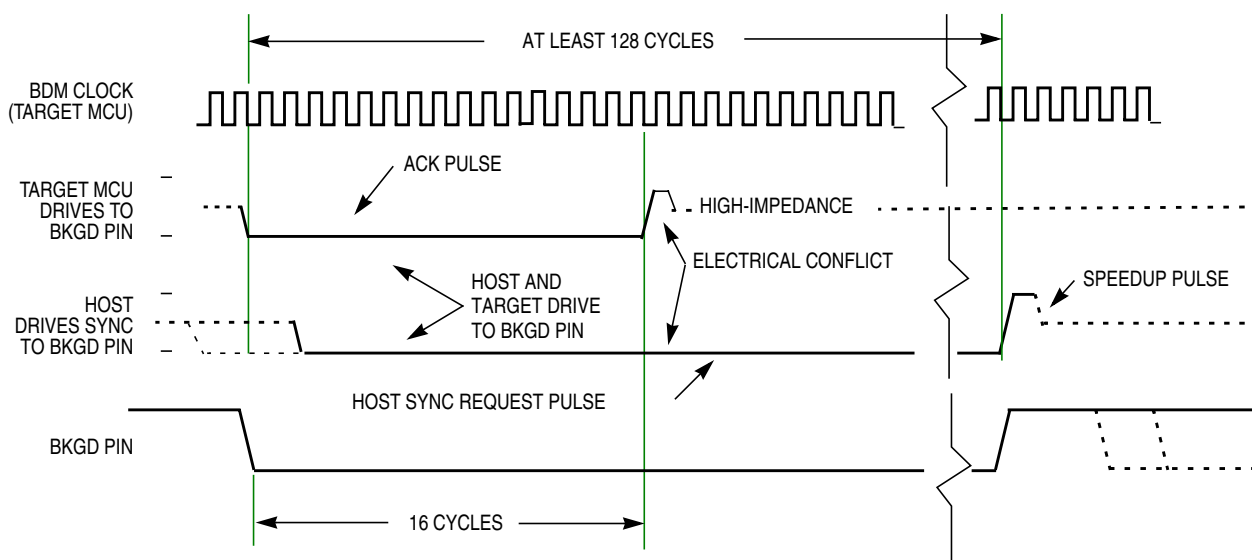 AT LEAST 128 CYCLES
BDM CLOCK
(TARGET MCU)
ACK PULSE
TARGET MCU
DRIVES TO
BKGD PIN
HIGH-IMPEDANCE
ELECTRICAL CONFLICT
HOST AND
TARGET DRIVE
TO BKGD PIN
SPEEDUP PULSE
HOST
DRIVES SYNC
TO BKGD PIN
HOST SYNC REQUEST PULSE
BKGD PIN
16 CYCLES